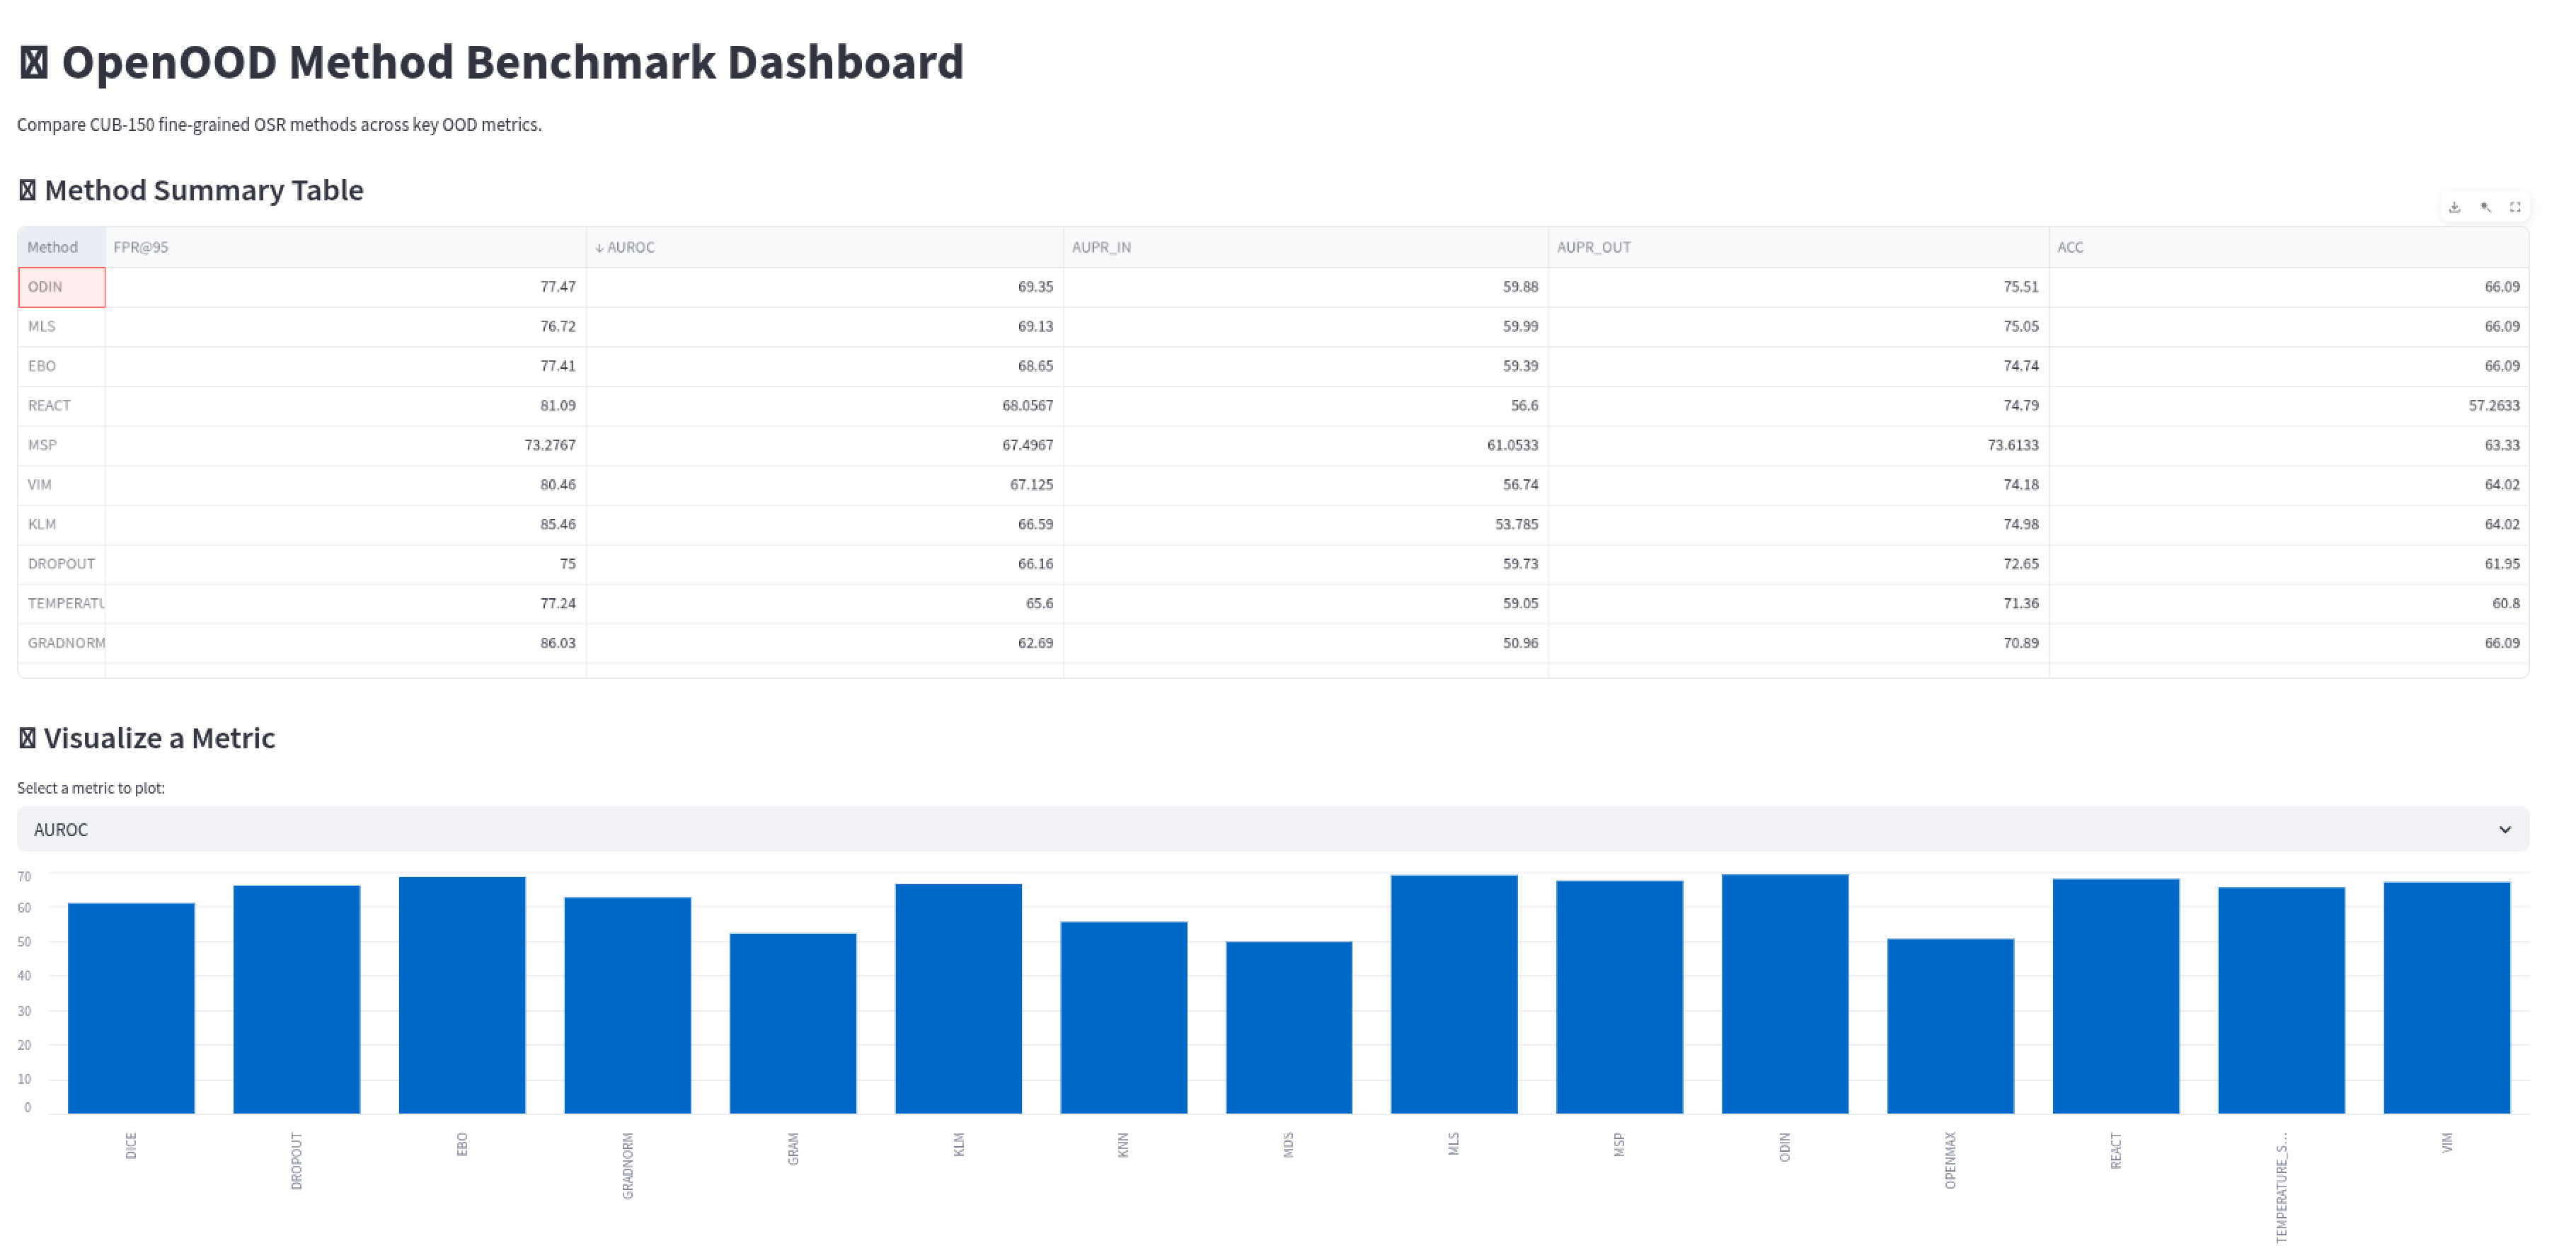 OpenOOD Method Benchmark Dashboard
Compare CUB-150 fine-grained OSR methods across key OOD metrics.
Method Summary Table
Method FPR@95 ↓ AUROC AUPR_IN AUPR_OUT ACC
ODIN 77.47 69.35 59.88 75.51 66.09
MLS 76.72 69.13 59.99 75.05 66.09
EBO 77.41 68.65 59.39 74.74 66.09
REACT 81.09 68.0567 56.6 74.79 57.2633
MSP 73.2767 67.4967 61.0533 73.6133 63.33
VIM 80.46 67.125 56.74 74.18 64.02
KLM 85.46 66.59 53.785 74.98 64.02
DROPOUT 75 66.16 59.73 72.65 61.95
TEMPERATU 77.24 65.6 59.05 71.36 60.8
GRADNORM 86.03 62.69 50.96 70.89 66.09
Visualize a Metric
Select a metric to plot:
AUROC
70
60
50
40
30
20
10
0
DICE DROPOUT EBO GRADNORM GRAM KLM KNN MDS MLS MSP ODIN OPENMAX REACT TEMPERATURE_S... VIM